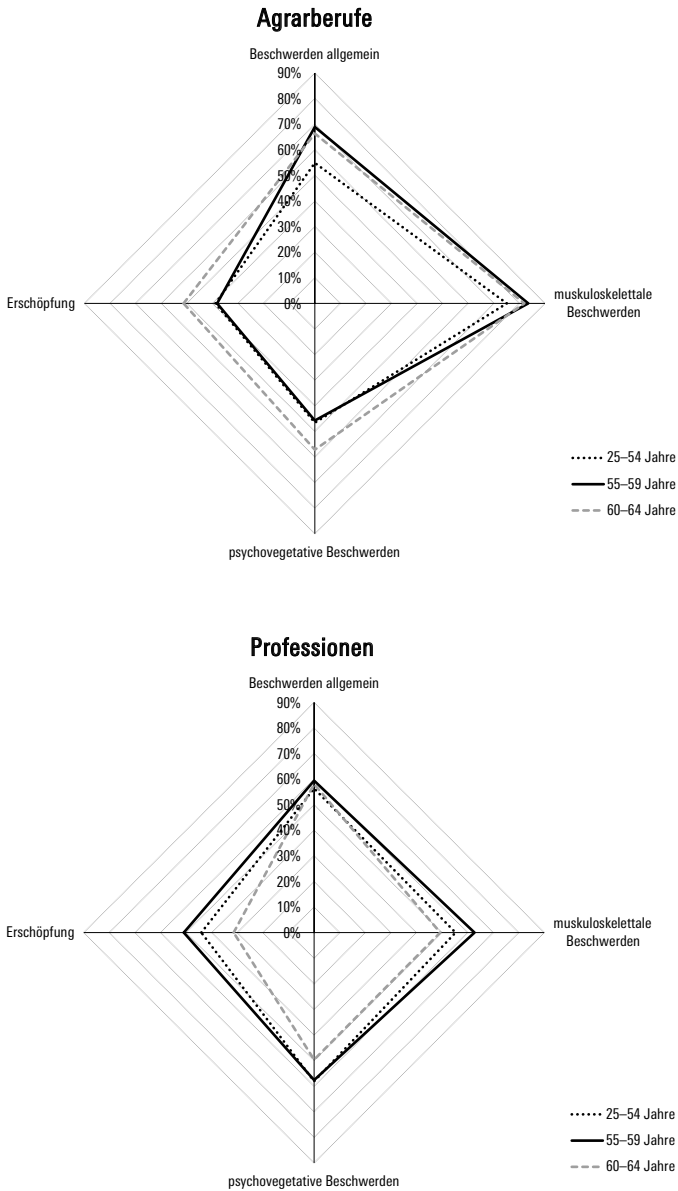 Agrarberufe
Beschwerden allgemein
90%
80%
70%
60%
50%
40%
30%
20%
10%
0%
Erschöpfung
muskuloskelettale
Beschwerden
psychovegetative Beschwerden
25–54 Jahre
55–59 Jahre
60–64 Jahre
Professionen
Beschwerden allgemein
90%
80%
70%
60%
50%
40%
30%
20%
10%
0%
Erschöpfung
muskuloskelettale
Beschwerden
psychovegetative Beschwerden
25–54 Jahre
55–59 Jahre
60–64 Jahre